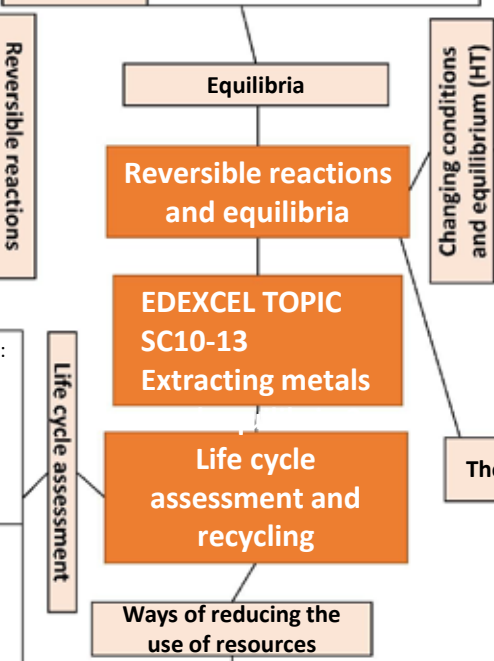 Equilibria
Reversible reactions
Changing conditions
and equilibrium (HT)
Reversible reactions
and equilibria
EDEXCEL TOPIC
SC10-13
Extracting metals
:
Life cycle assessment
Life cycle
assessment and
recycling
Ways of reducing the
use of resources